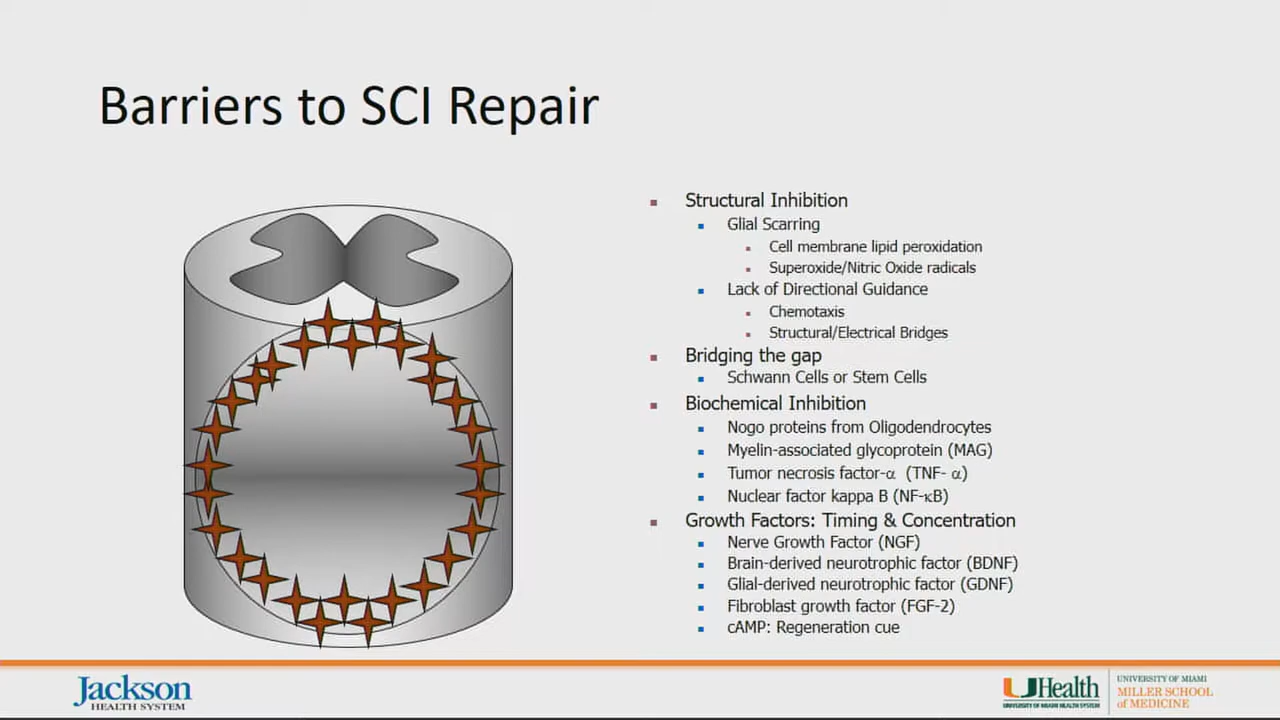 Barriers to SCI Repair
Structural Inhibition
Glial Scarring
Cell membrane lipid peroxidation
Superoxide/Nitric Oxide radicals
Lack of Directional Guidance
Chemotaxis
Structural/Electrical Bridges
Bridging the gap
Schwann Cells or Stem Cells
Biochemical Inhibition
Nogo proteins from Oligodendrocytes
Myelin-associated glycoprotein (MAG)
Tumor necrosis factor-α (TNF- α)
Nuclear factor kappa B (NF-κB)
Growth Factors: Timing & Concentration
Nerve Growth Factor (NGF)
Brain-derived neurotrophic factor (BDNF)
Glial-derived neurotrophic factor (GDNF)
Fibroblast growth factor (FGF-2)
cAMP: Regeneration cue
Jackson
HEALTH SYSTEM
UHealth
UNIVERSITY OF MIAMI HEALTH SYSTEM
UNIVERSITY OF MIAMI
MILLER SCHOOL
of MEDICINE